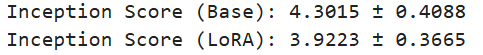 Inception Score (Base): 4.3015 ± 0.4088
Inception Score (LoRA): 3.9223 ± 0.3665